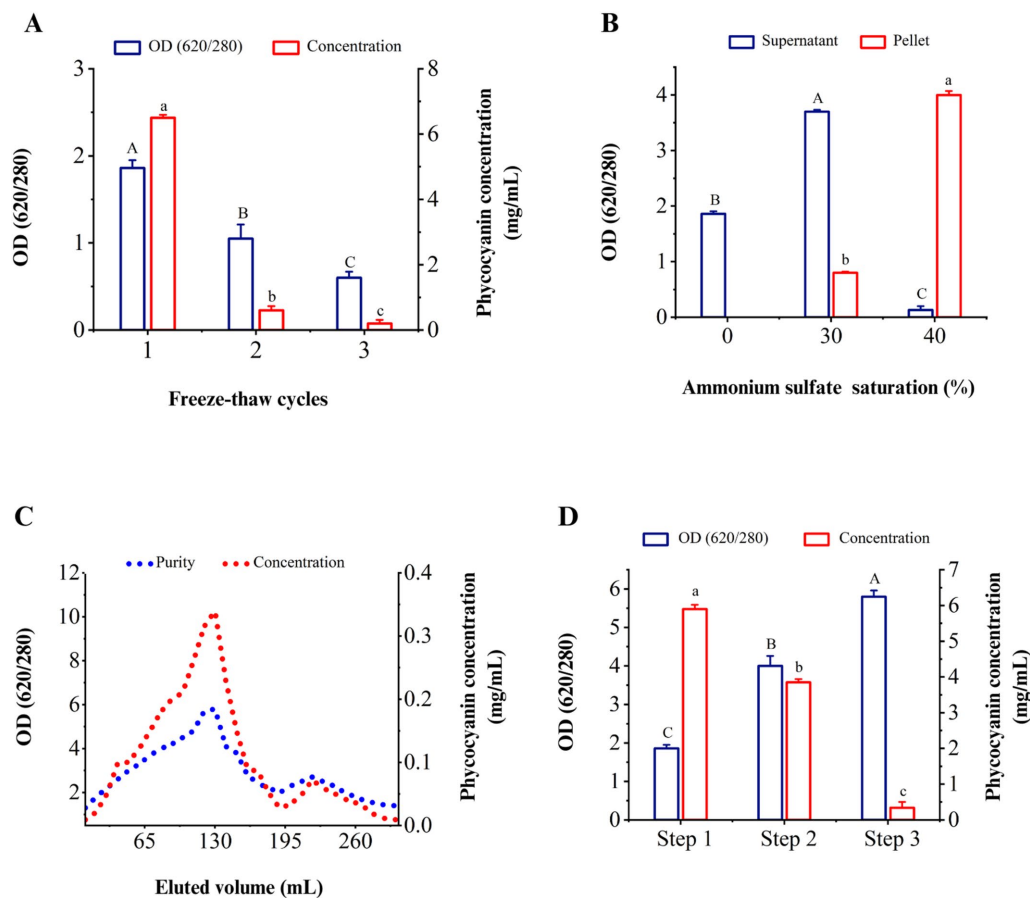 A
OD (620/280)
Concentration
3
2
1
0
8
6
4
2
0
A
a
B
b
C
c
1
2
3
OD (620/280)
Phycocyanin concentration
(mg/mL)
Freeze-thaw cycles
B
Supernatant
Pellet
4
3
2
1
0
B
A
b
C
a
0
30
40
OD (620/280)
Ammonium sulfate saturation (%)
C
Purity
Concentration
12
10
8
6
4
2
0.4
0.3
0.2
0.1
0.0
65
130
195
260
OD (620/280)
Phycocyanin concentration
(mg/mL)
Eluted volume (mL)
D
OD (620/280)
Concentration
6
5
4
3
2
1
0
7
6
5
4
3
2
1
0
C
a
B
b
A
c
Step 1
Step 2
Step 3
OD (620/280)
Phycocyanin concentration
(mg/mL)